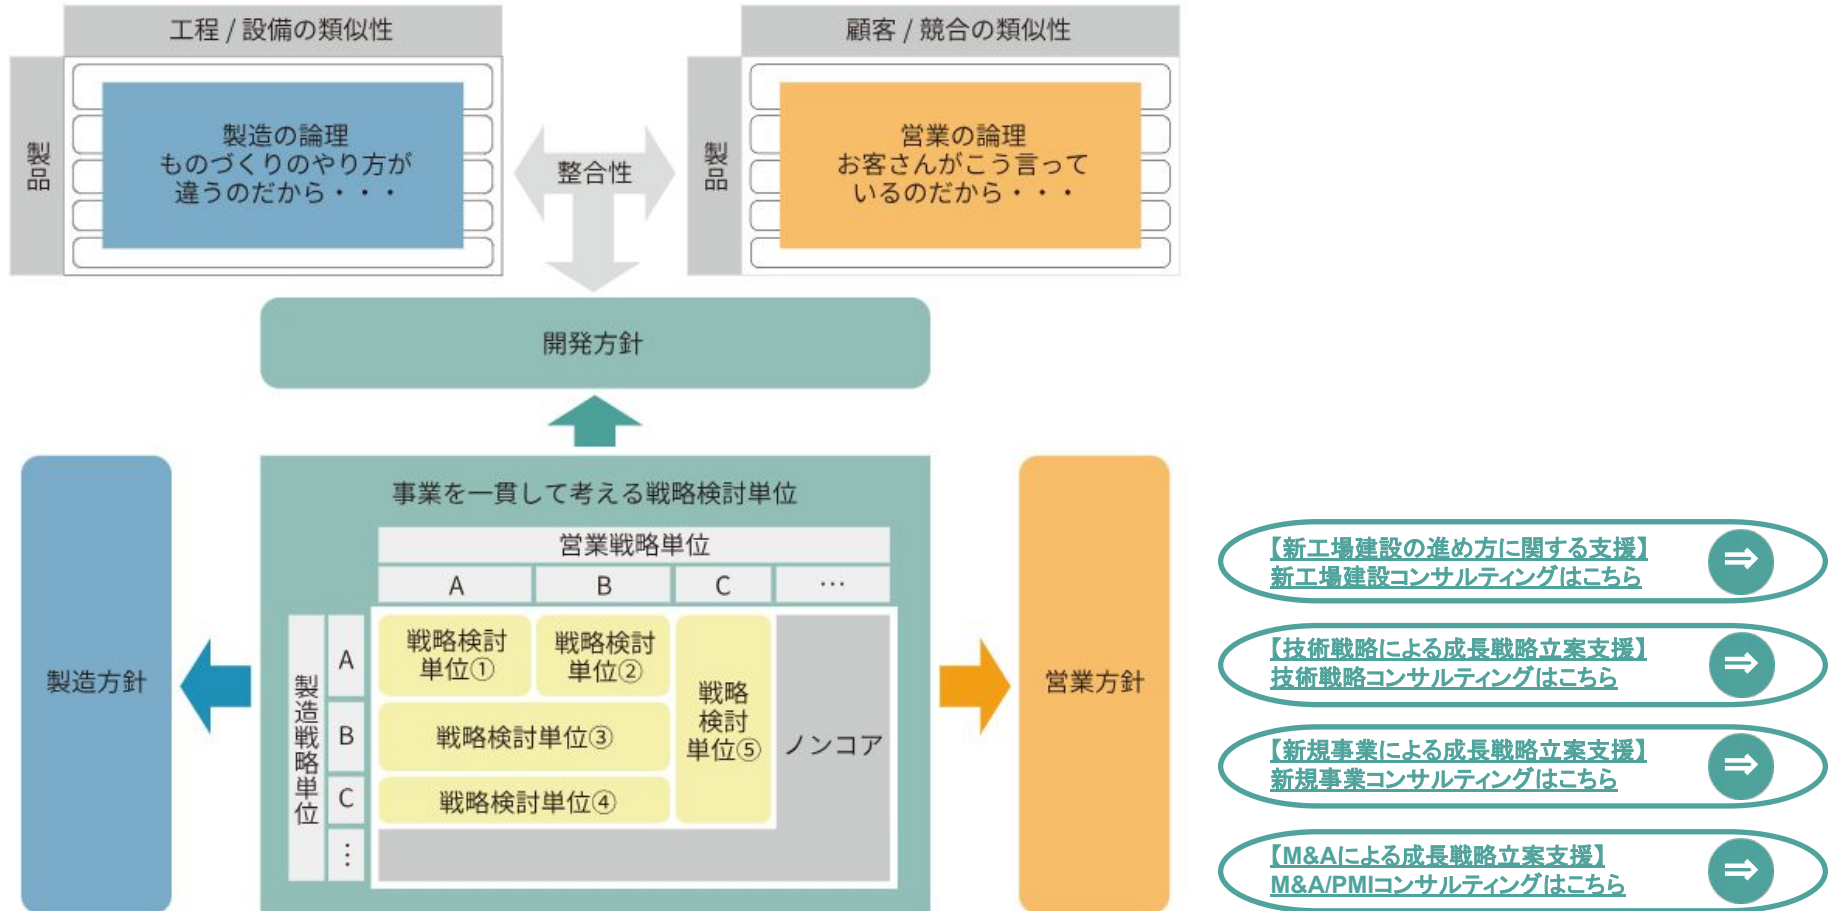 工程 / 設備の類似性
製品
製造の論理
ものづくりのやり方が
違うのだから・・・
整合性
顧客 / 競合の類似性
製品
営業の論理
お客さんがこう言って
いるのだから・・・
開発方針
製造方針
事業を一貫して考える戦略検討単位
営業戦略単位
A
B
C
…
製造戦略単位
A
B
C
⋮
戦略検討
単位①
戦略検討
単位②
戦略検討単位③
戦略検討単位④
戦略
検討
単位⑤
ノンコア
営業方針
【新工場建設の進め方に関する支援】
新工場建設コンサルティングはこちら
⇒
【技術戦略による成長戦略立案支援】
技術戦略コンサルティングはこちら
⇒
【新規事業による成長戦略立案支援】
新規事業コンサルティングはこちら
⇒
【M&Aによる成長戦略立案支援】
M&A/PMIコンサルティングはこちら
⇒